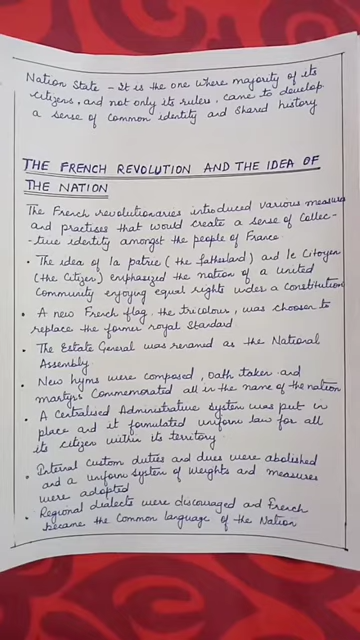 Nation State - It is the one where majority of its
citizens, and not only its rulers, came to develop
a sense of common identity and shared history
THE FRENCH REVOLUTION AND THE IDEA OF
THE NATION
The French revolutionaries introduced various measures
and practises that would create a sense of Collec-
-tive identity amongst the people of France.
• The idea of la patrie (the fatherland) and le citoyen
(the Citizen) emphasized the nation of a united
Community enjoying equal rights under a constitution
• A new French flag, the tricolour, was choosen to
replace the former royal Standard
• The Estate General was renamed as the National
Assembly.
• New hyms were composed, Oath taken and
martyrs Commemorated all in the name of the nation
• A Centralised Administrative System was put in
place and it formulated uniform law for all
its citizen within its territory
• Internal custom duties and dues were abolished
and a uniform system of weights and measures
were adopted
• Regional dialects were discouraged and French
became the Common language of the Nation